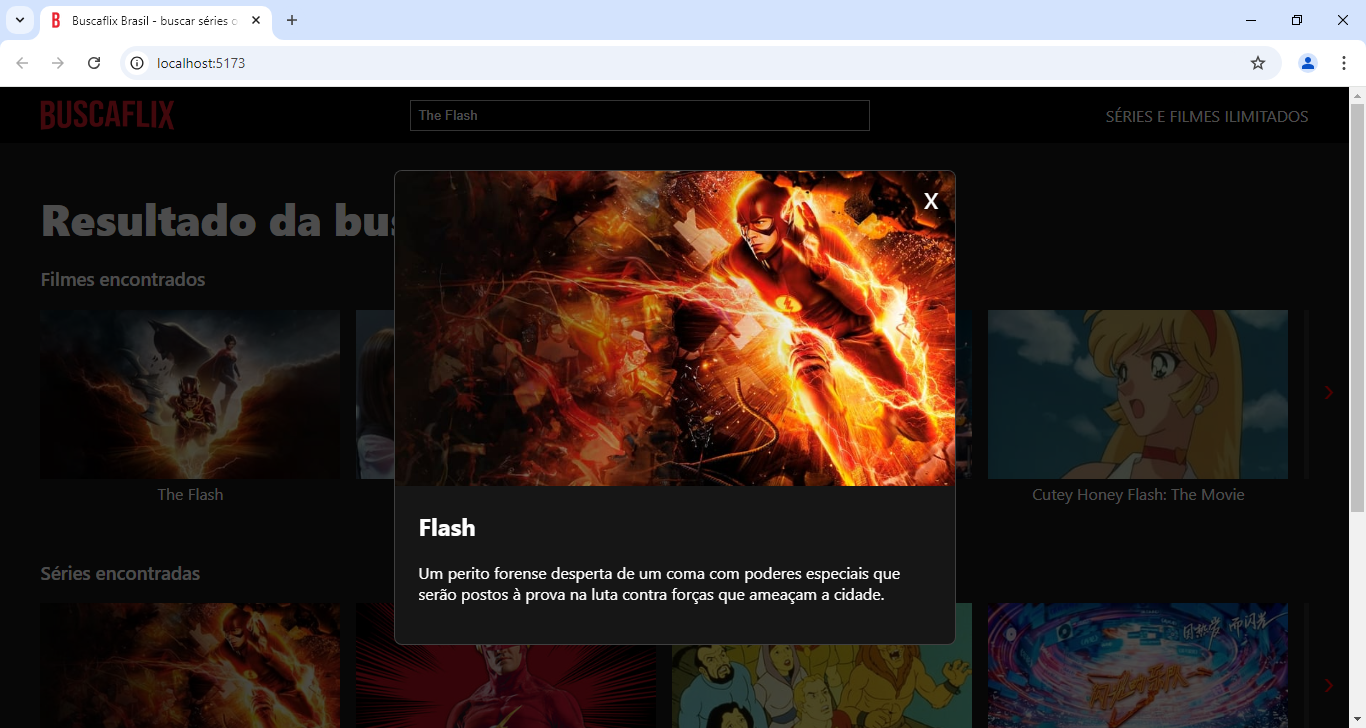 Buscaflix Brasil - buscar séries o
localhost:5173
BUSCAFLIX
The Flash
SÉRIES E FILMES ILIMITADOS
X
Resultado da bus
Filmes encontrados
The Flash
Cutey Honey Flash: The Movie
Flash
Um perito forense desperta de um coma com poderes especiais que
serão postos à prova na luta contra forças que ameaçam a cidade.
Séries encontradas